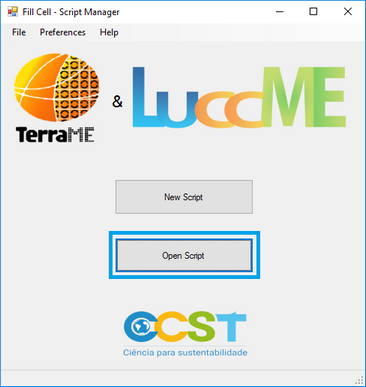 Fill Cell - Script Manager
File Preferences Help
TerraME & LuccME
New Script
Open Script
CCST
Ciência para sustentabilidade